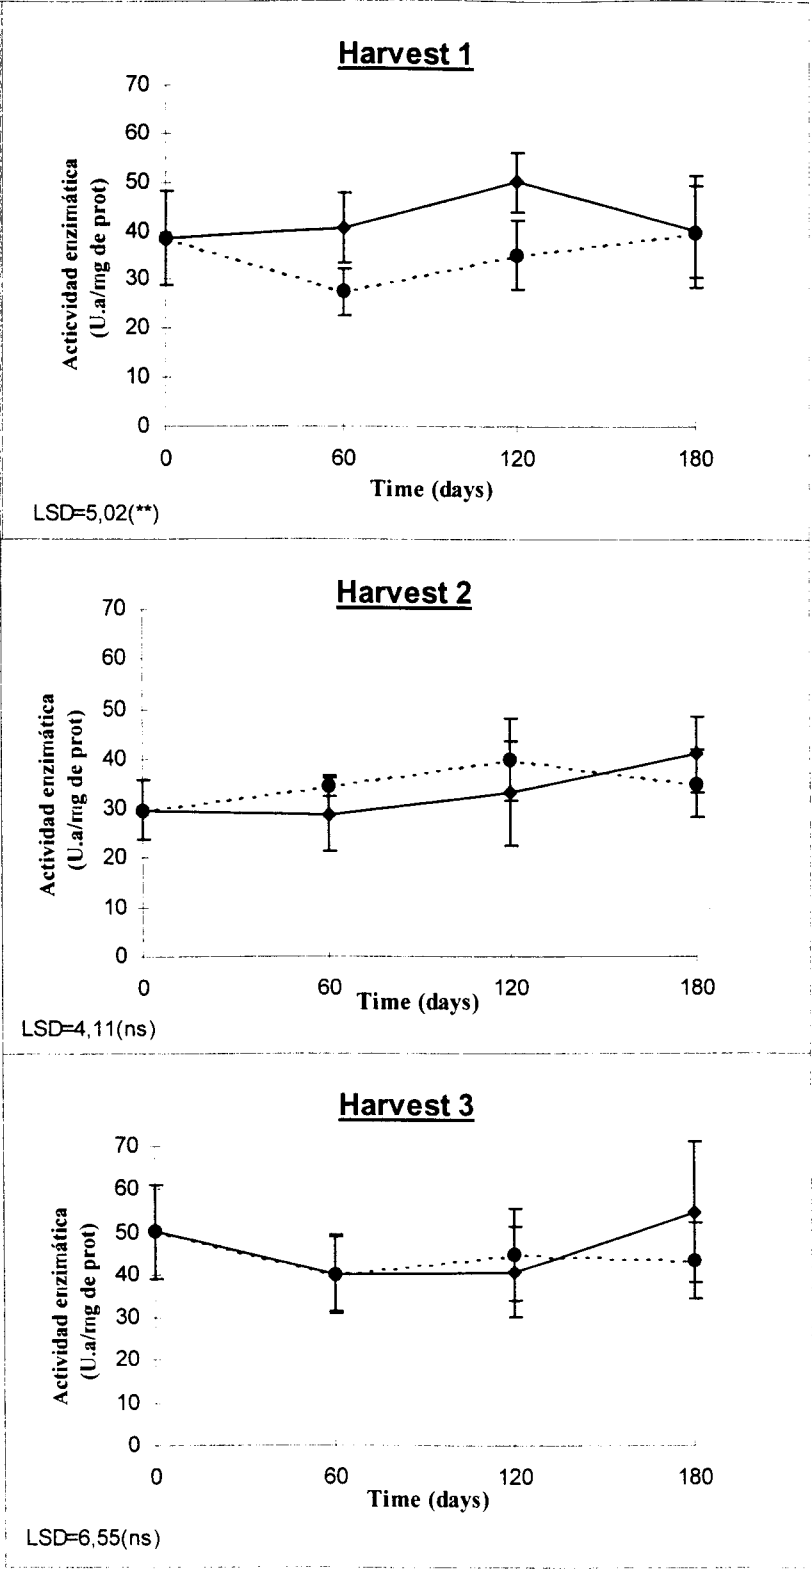 Harvest 1
70
60
50
40
30
20
10
0
Acticvidad enzimática
(U.a/mg de prot)
0 60 120 180
Time (days)
LSD=5,02(**)
Harvest 2
70
60
50
40
30
20
10
0
Actividad enzimática
(U.a/mg de prot)
0 60 120 180
Time (days)
LSD=4,11(ns)
Harvest 3
70
60
50
40
30
20
10
0
Actividad enzimática
(U.a/mg de prot)
0 60 120 180
Time (days)
LSD=6,55(ns)